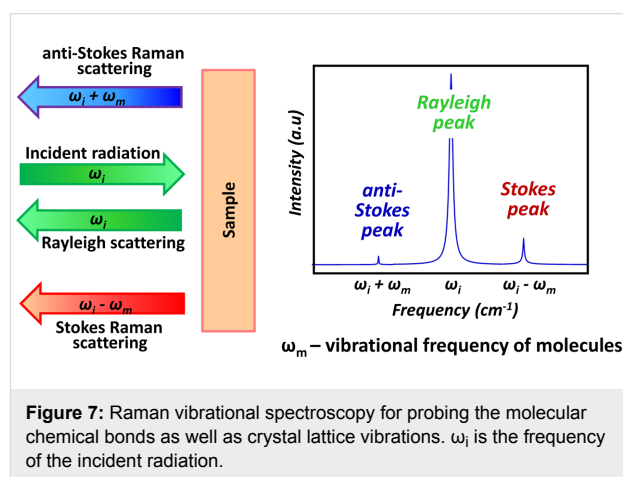 anti-Stokes Raman
scattering
ωi + ωm
Incident radiation
ωi
ωi
Rayleigh scattering
ωi - ωm
Stokes Raman
scattering
Sample
Intensity (a.u)
Rayleigh
peak
anti-
Stokes
peak
Stokes
peak
ωi + ωm
ωi
ωi - ωm
Frequency (cm-1)
ωm – vibrational frequency of molecules
Figure 7: Raman vibrational spectroscopy for probing the molecular
chemical bonds as well as crystal lattice vibrations. ωi is the frequency
of the incident radiation.